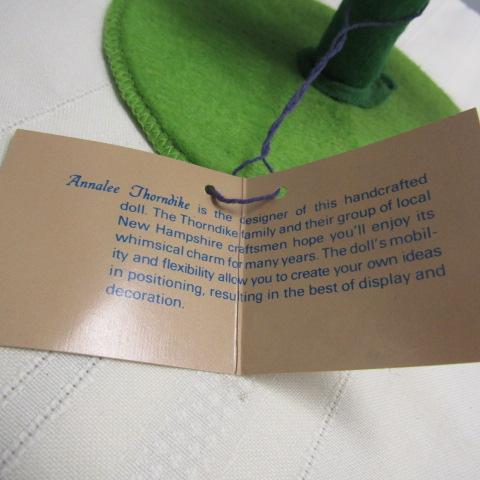 Annalee Thorndike is the designer of this handcrafted
doll. The Thorndike family and their group of local
New Hampshire craftsmen hope you'll enjoy its
whimsical charm for many years. The doll's mobil-
ity and flexibility allow you to create your own ideas
in positioning, resulting in the best of display and
decoration.